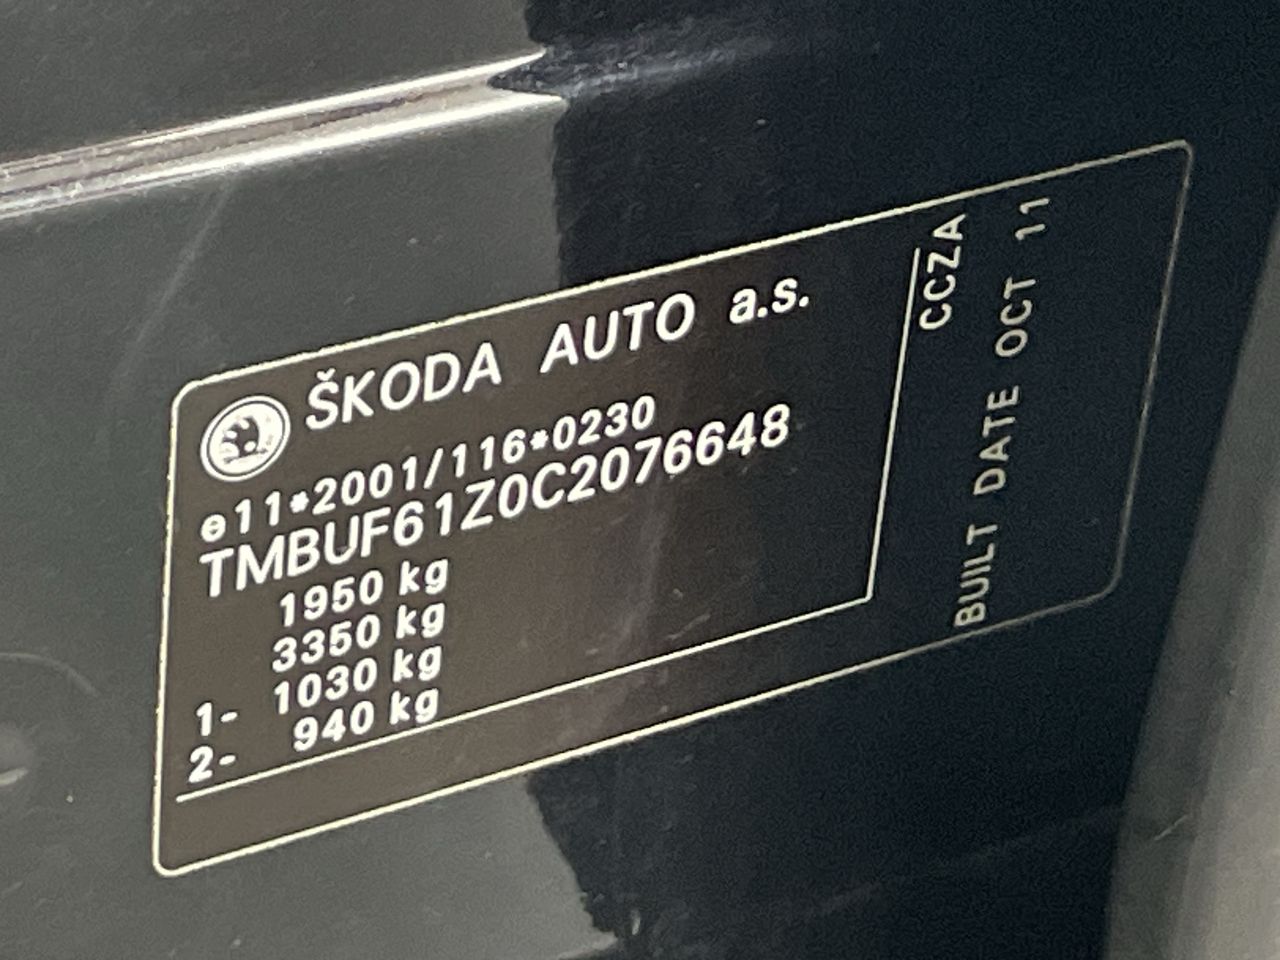 ŠKODA AUTO a.s.
e11*2001/116*0230
TMBUF61Z0C2076648
1950 kg
3350 kg
1- 1030 kg
2- 940 kg
CCZA
BUILT DATE OCT 11